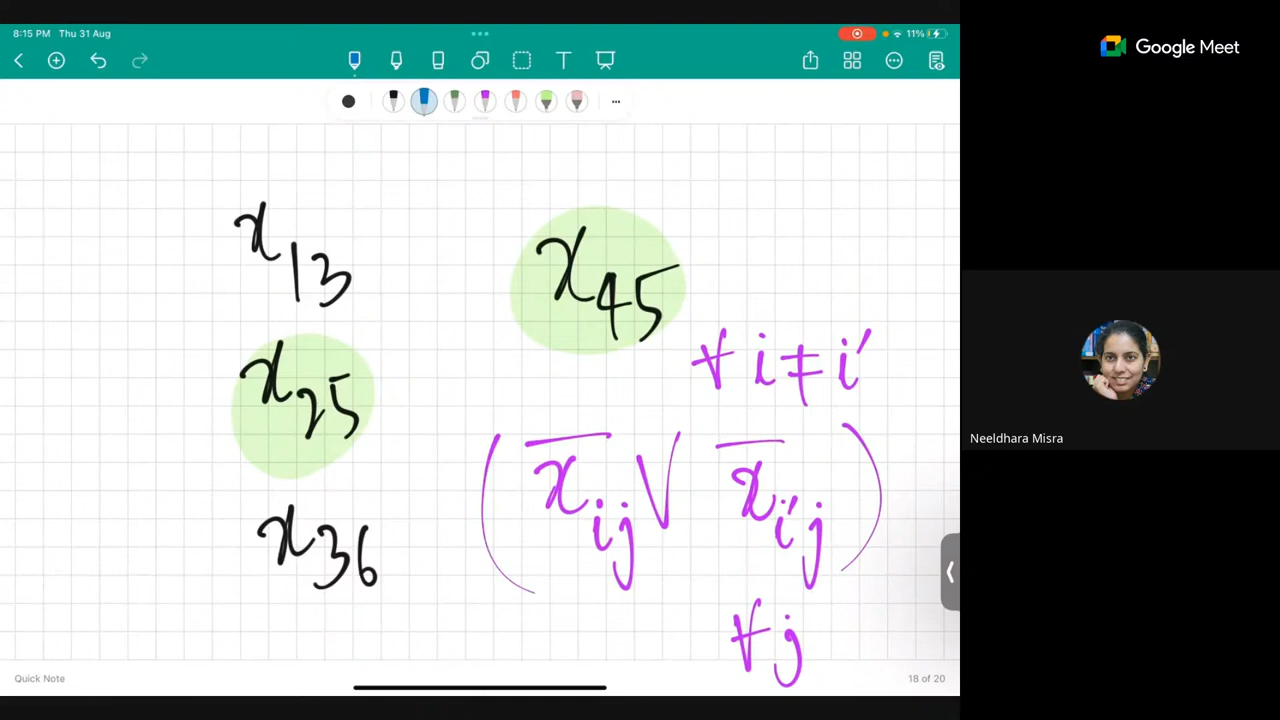 8:15 PM Thu 31 Aug
11%
Google Meet
T
x₁₃
x₄₅
∀ i ≠ i′
x₂₅
(x̅ᵢⱼ ∨ x̅ᵢ′ⱼ)
x₃₆
∀ j
Neeldhara Misra
Quick Note
18 of 20